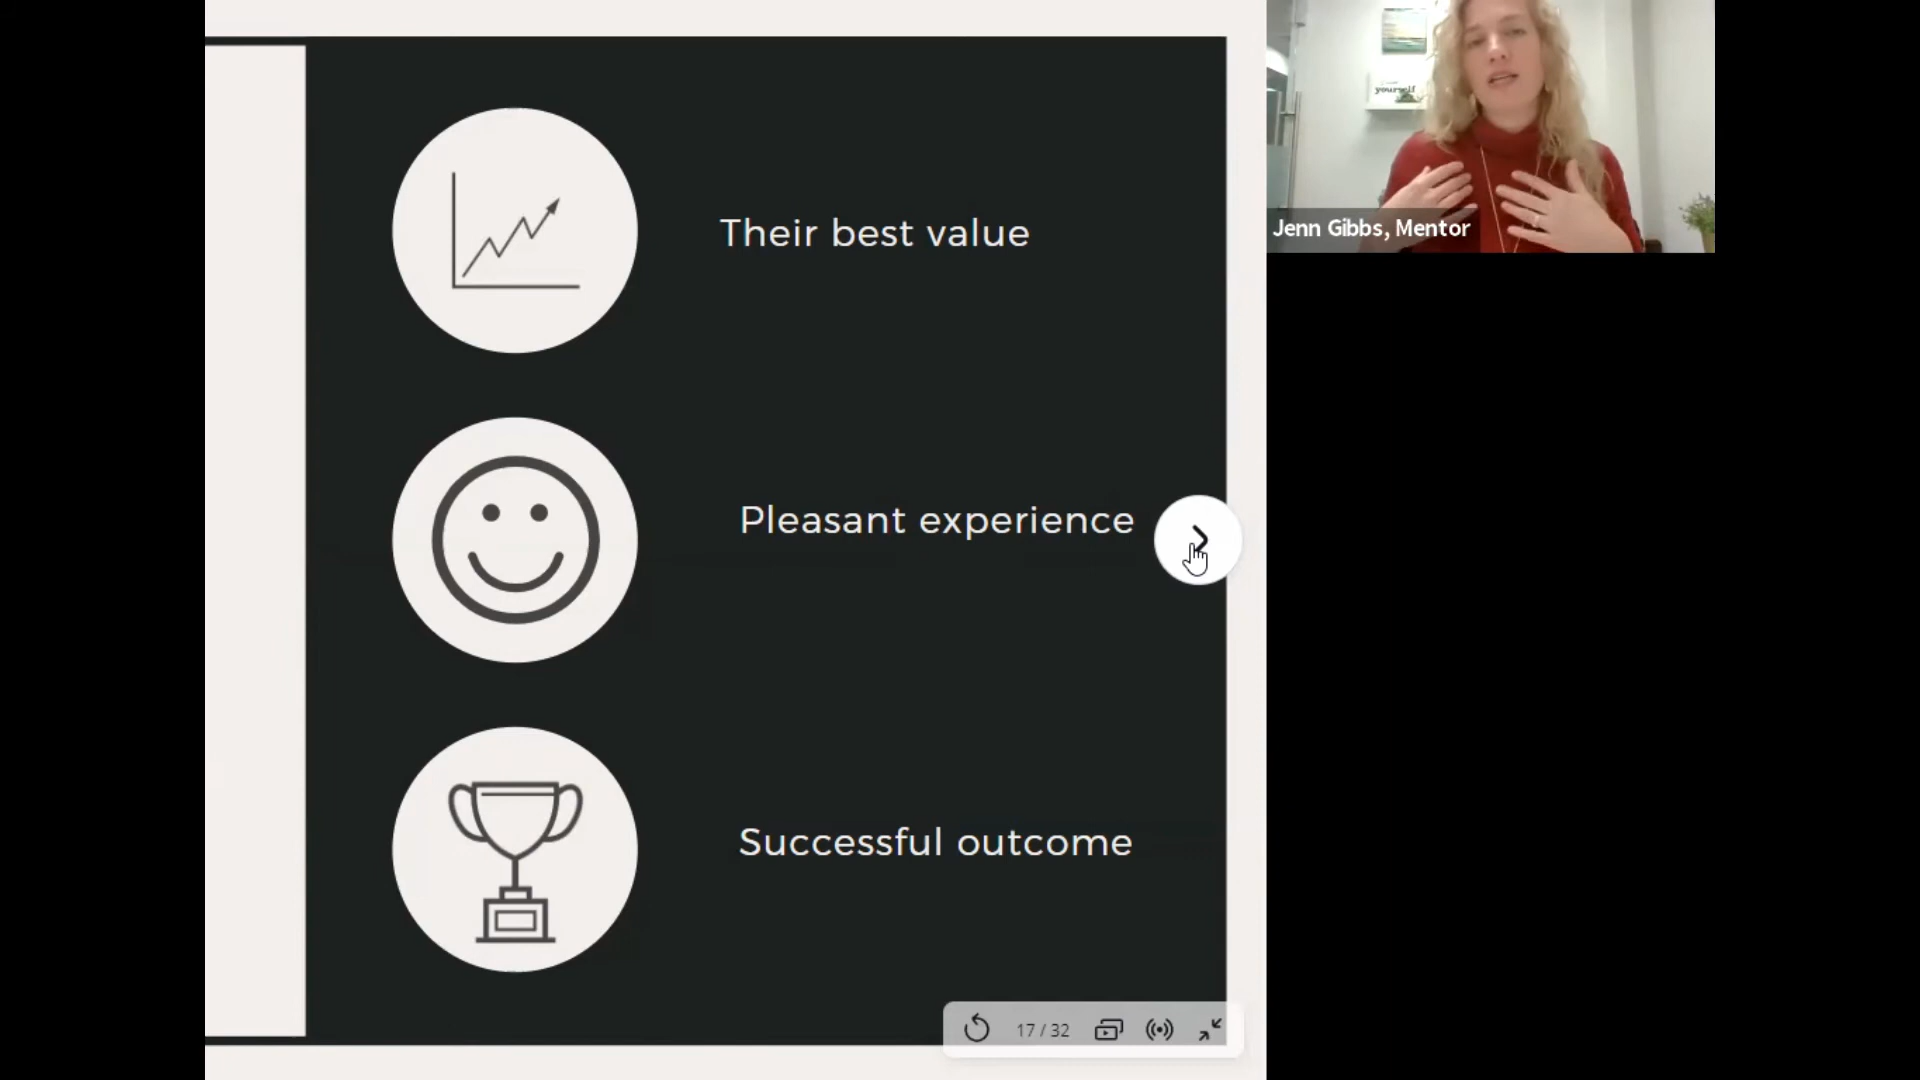 Their best value
Pleasant experience
Successful outcome
17 / 32
yourself
Jenn Gibbs, Mentor